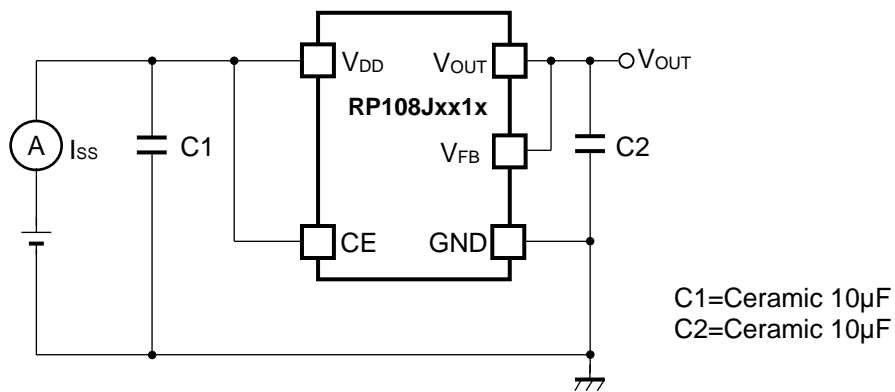 VDD
VOUT
VOUT
RP108Jxx1x
A
ISS
C1
VFB
C2
CE
GND
C1=Ceramic 10µF
C2=Ceramic 10µF